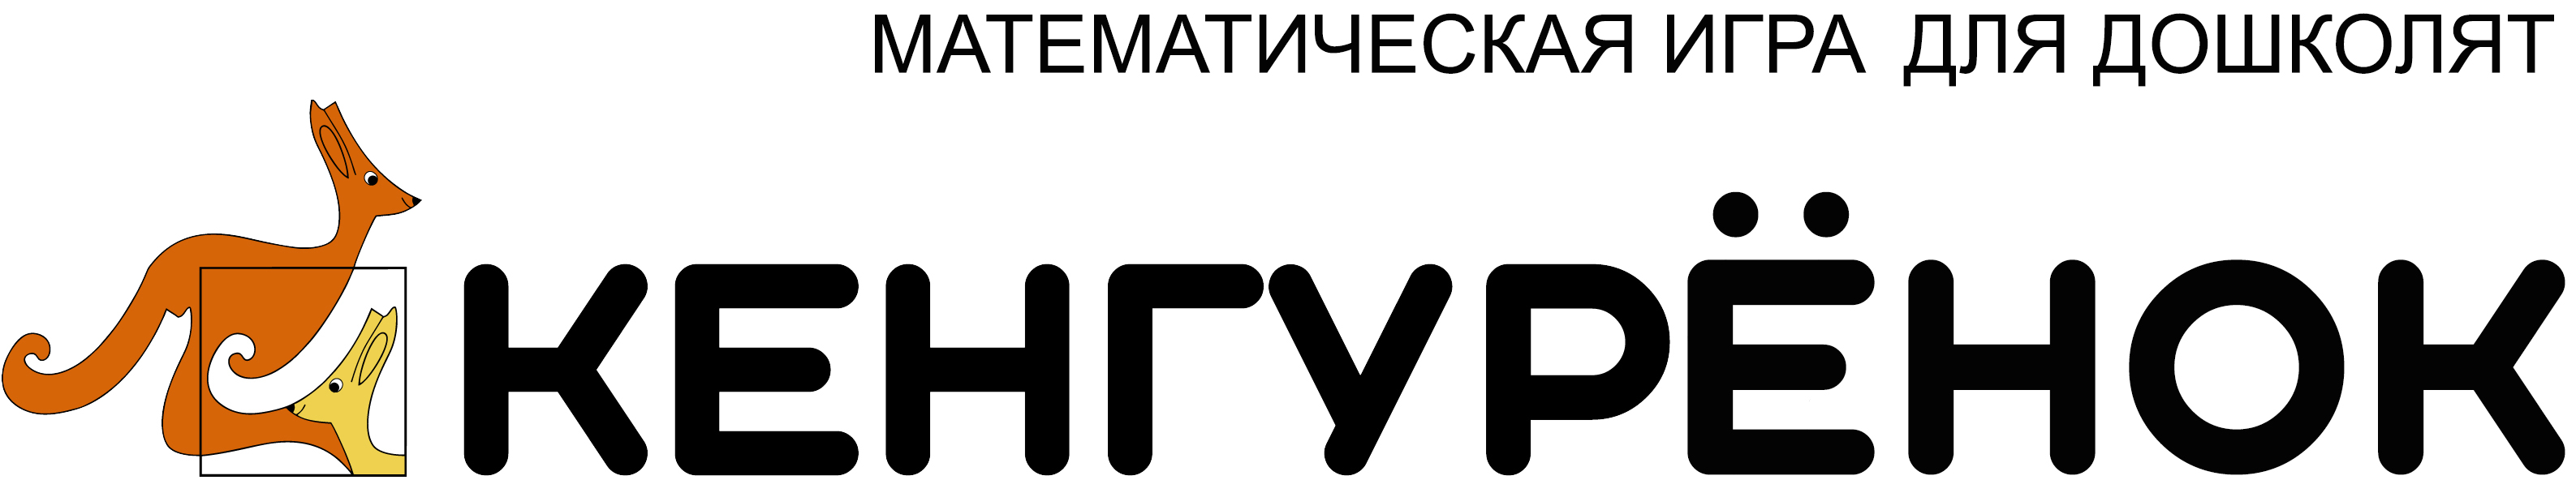 МАТЕМАТИЧЕСКАЯ ИГРА ДЛЯ ДОШКОЛЯТ
КЕНГУРЁНОК